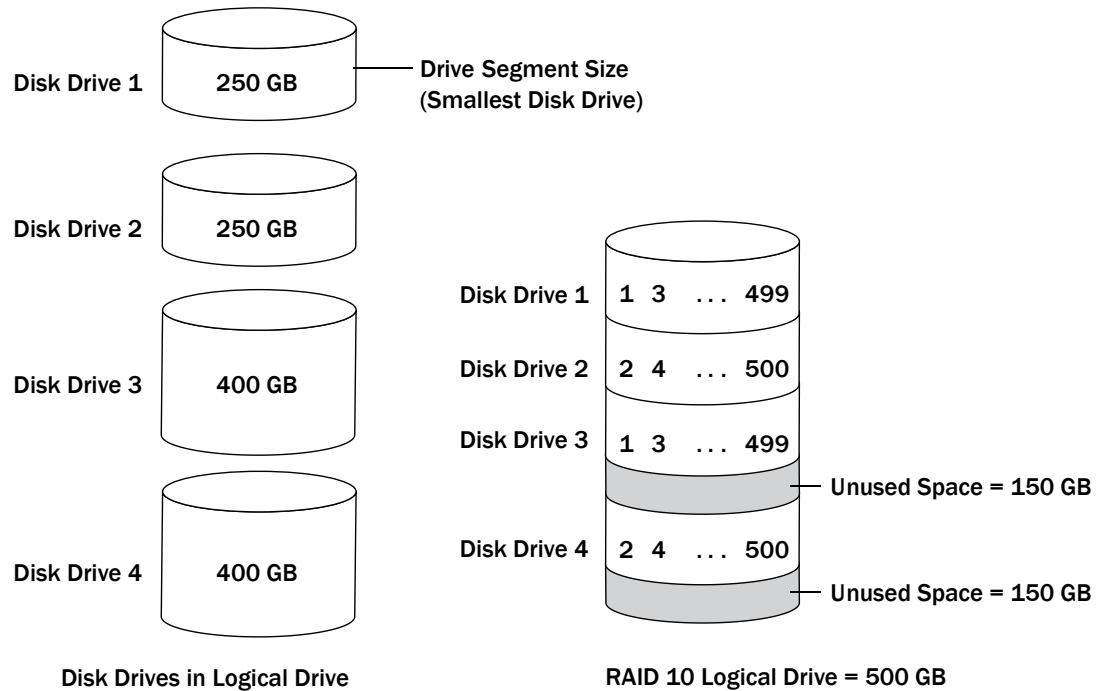 Disk Drive 1
250 GB
Drive Segment Size
(Smallest Disk Drive)
Disk Drive 2
250 GB
Disk Drive 3
400 GB
Disk Drive 4
400 GB
Disk Drives in Logical Drive
Disk Drive 1
1 3 ... 499
Disk Drive 2
2 4 ... 500
Disk Drive 3
1 3 ... 499
Unused Space = 150 GB
Disk Drive 4
2 4 ... 500
Unused Space = 150 GB
RAID 10 Logical Drive = 500 GB